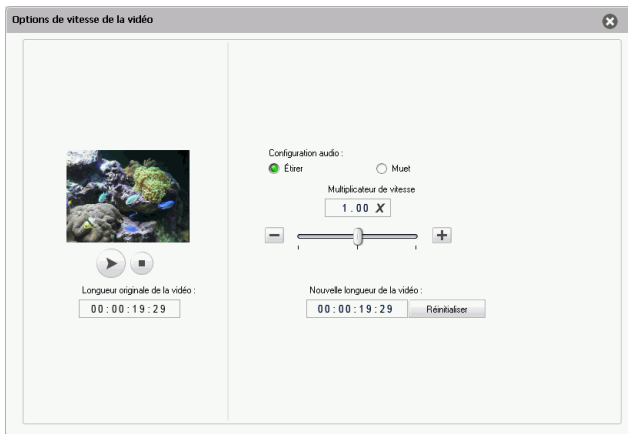 Options de vitesse de la vidéo
Configuration audio :
Étirer
Muet
Multiplicateur de vitesse
1.00 X
Longueur originale de la vidéo :
00:00:19:29
Nouvelle longueur de la vidéo :
00:00:19:29
Réinitialiser